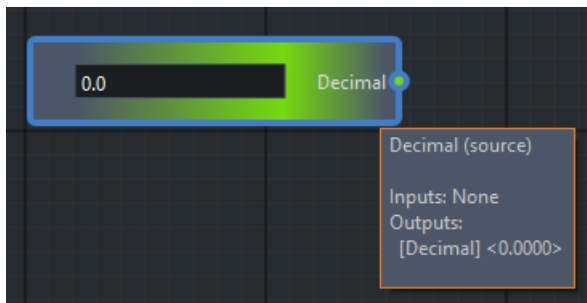 0.0
Decimal
Decimal (source)
Inputs: None
Outputs:
[Decimal] <0.0000>